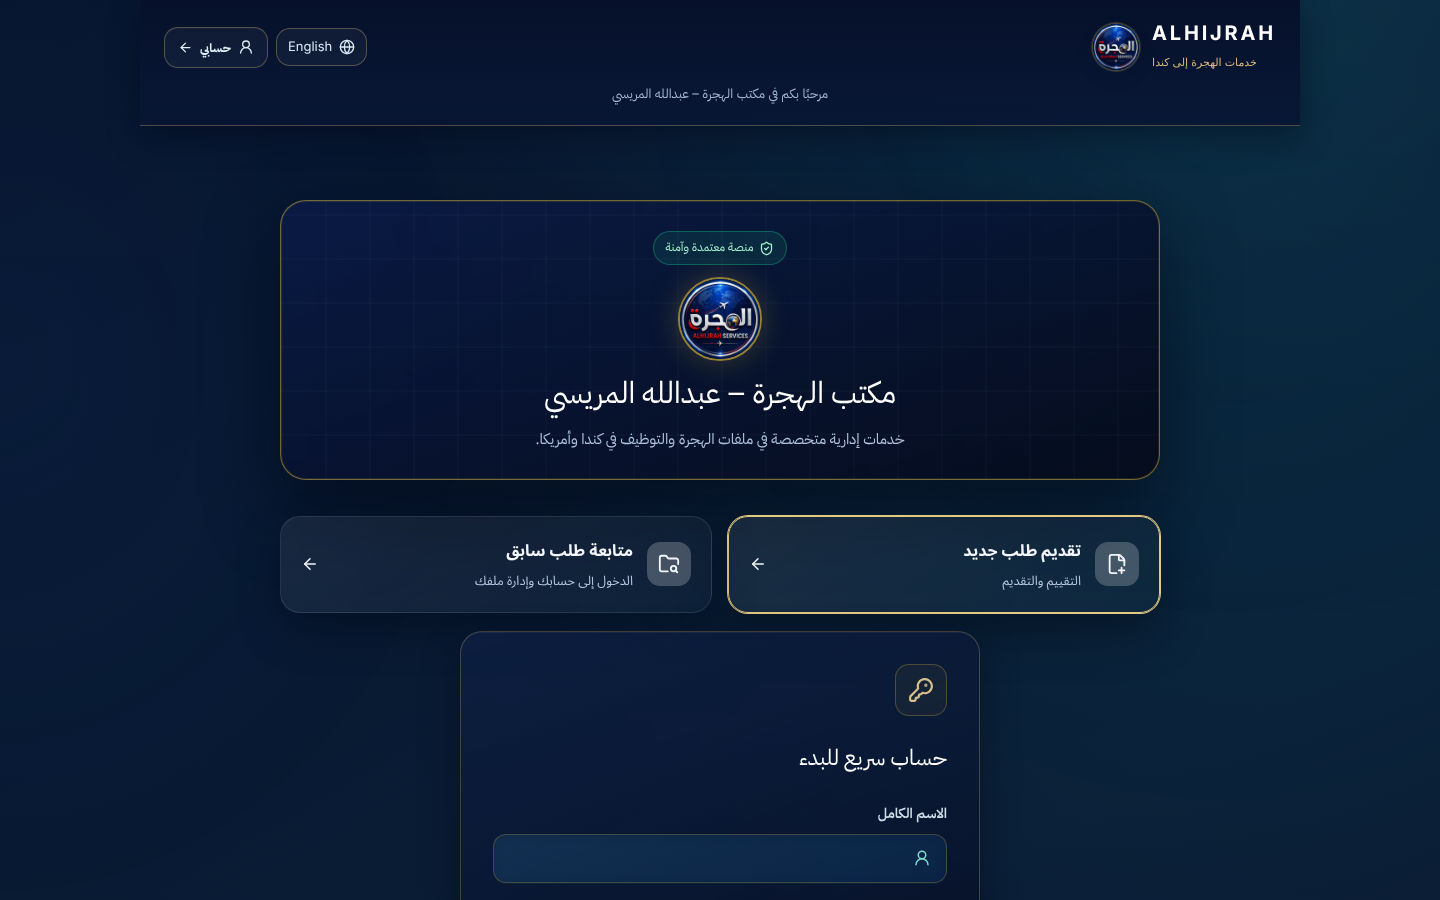 ALHIJRAH
خدمات الهجرة إلى كندا
English
حسابي
مرحبًا بكم في مكتب الهجرة – عبدالله المريسي
منصة معتمدة وآمنة
الهجرة
ALHIJRAH SERVICES
مكتب الهجرة – عبدالله المريسي
خدمات إدارية متخصصة في ملفات الهجرة والتوظيف في كندا وأمريكا.
تقديم طلب جديد
التقييم والتقديم
متابعة طلب سابق
الدخول إلى حسابك وإدارة ملفك
حساب سريع للبدء
الاسم الكامل